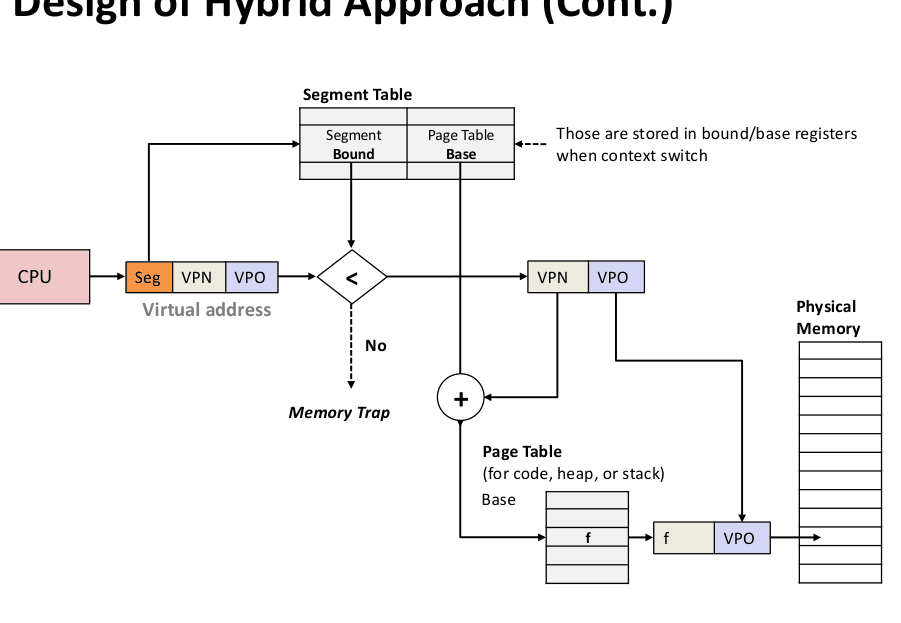 Design of Hybrid Approach (Cont.)
Segment Table
Segment
Bound
Page Table
Base
Those are stored in bound/base registers
when context switch
CPU
Seg
VPN
VPO
<
VPN
VPO
Virtual address
No
Memory Trap
+
Physical
Memory
Page Table
(for code, heap, or stack)
Base
f
f
VPO